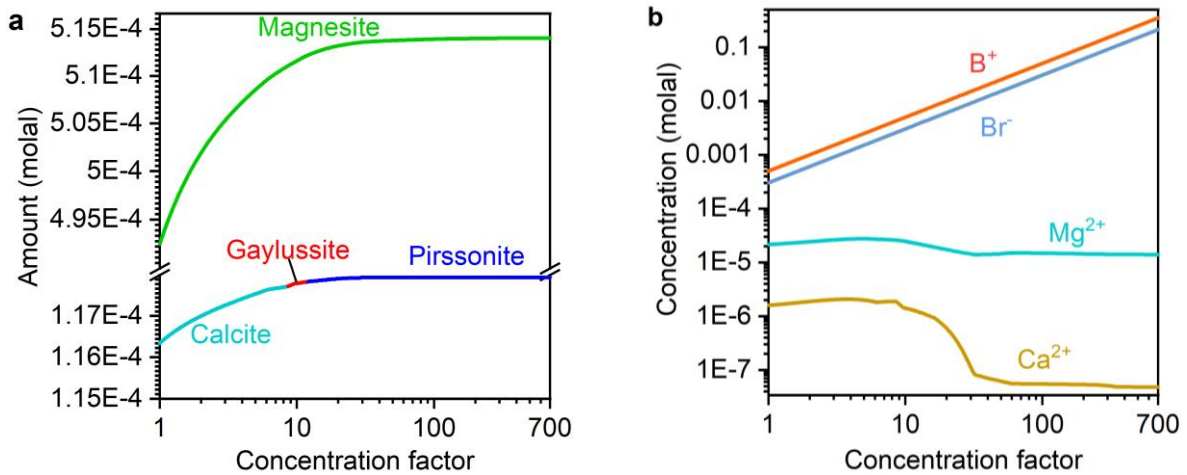 a
Amount (molal)
5.15E-4
5.1E-4
5.05E-4
5E-4
4.95E-4
1.17E-4
1.16E-4
1.15E-4
Magnesite
Gaylussite
Pirssonite
Calcite
1 10 100 700
Concentration factor
b
Concentration (molal)
0.1
0.01
0.001
1E-4
1E-5
1E-6
1E-7
B⁺
Br⁻
Mg²⁺
Ca²⁺
1 10 100 700
Concentration factor